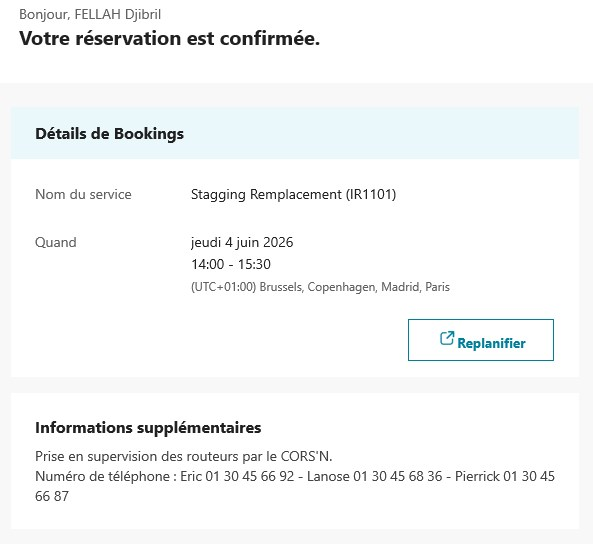 Bonjour, FELLAH Djibril
Votre réservation est confirmée.
Détails de Bookings
Nom du service
Stagging Remplacement (IR1101)
Quand
jeudi 4 juin 2026
14:00 - 15:30
(UTC+01:00) Brussels, Copenhagen, Madrid, Paris
Replanifier
Informations supplémentaires
Prise en supervision des routeurs par le CORS'N.
Numéro de téléphone : Eric 01 30 45 66 92 - Lanose 01 30 45 68 36 - Pierrick 01 30 45
66 87